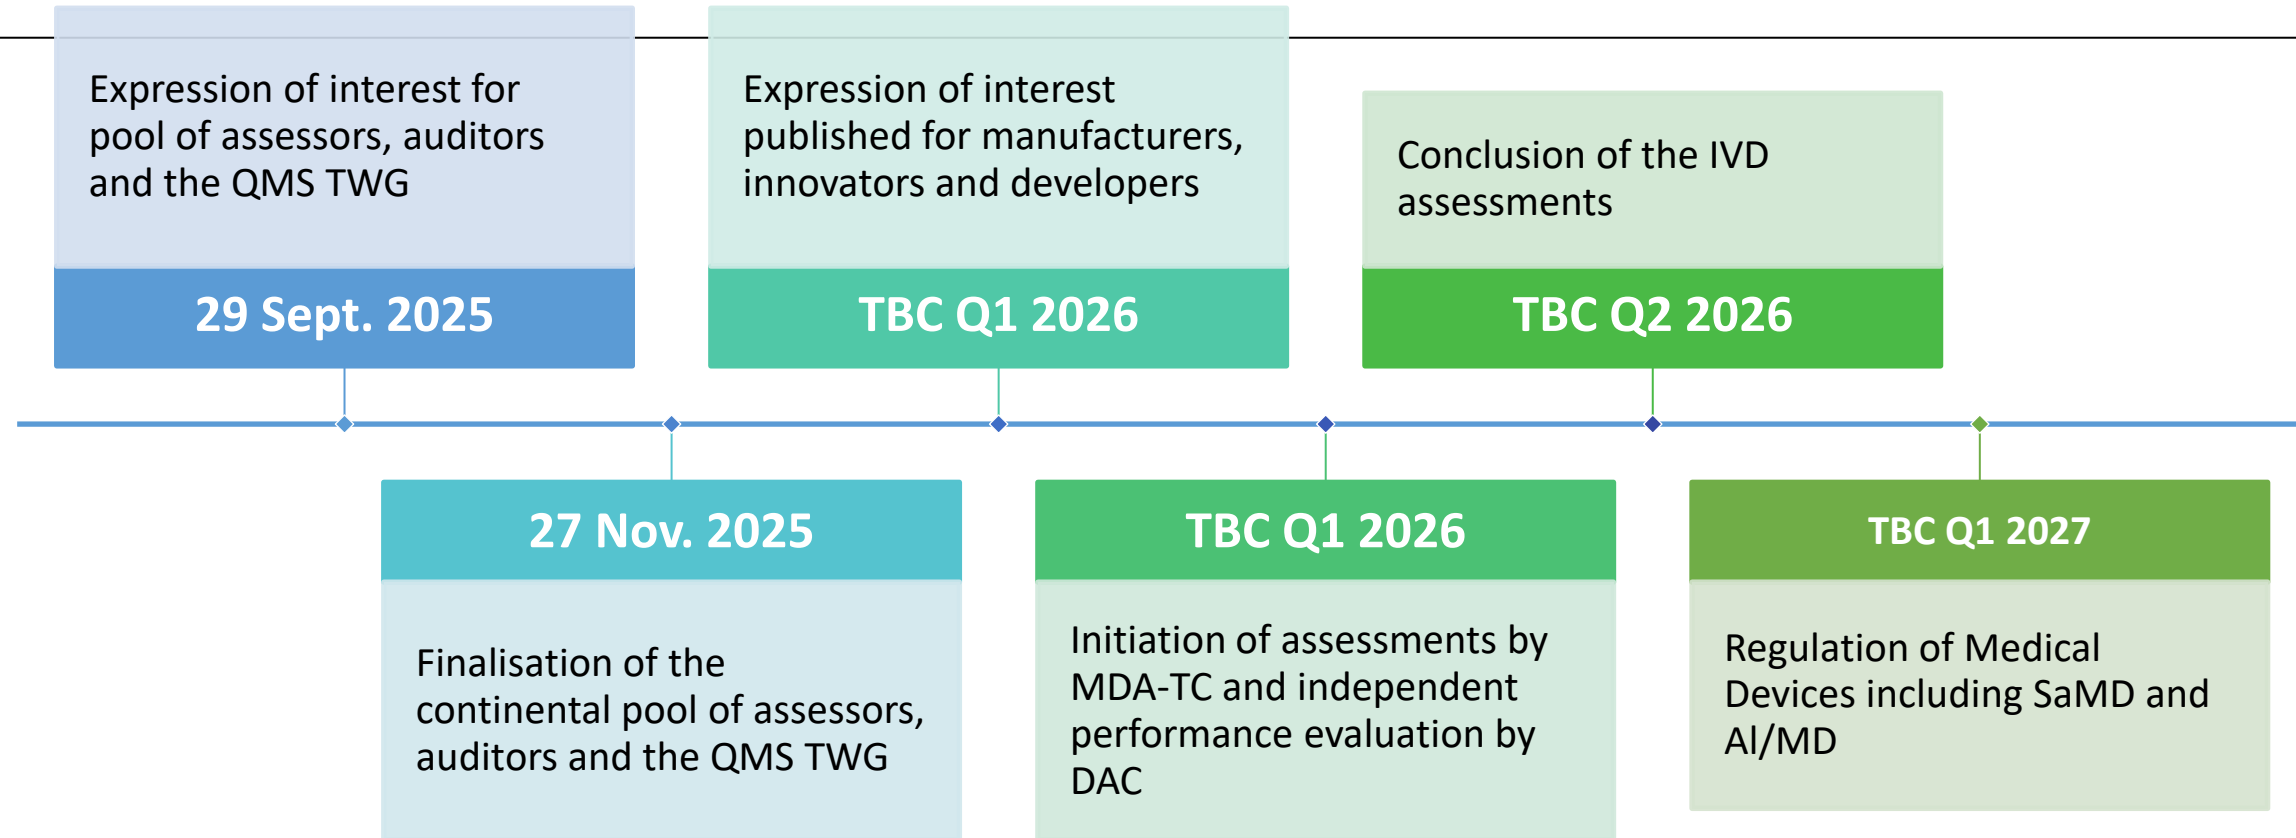 Expression of interest for
pool of assessors, auditors
and the QMS TWG
29 Sept. 2025
27 Nov. 2025
Finalisation of the
continental pool of assessors,
auditors and the QMS TWG
Expression of interest
published for manufacturers,
innovators and developers
TBC Q1 2026
TBC Q1 2026
Initiation of assessments by
MDA-TC and independent
performance evaluation by
DAC
Conclusion of the IVD
assessments
TBC Q2 2026
TBC Q1 2027
Regulation of Medical
Devices including SaMD and
Al/MD